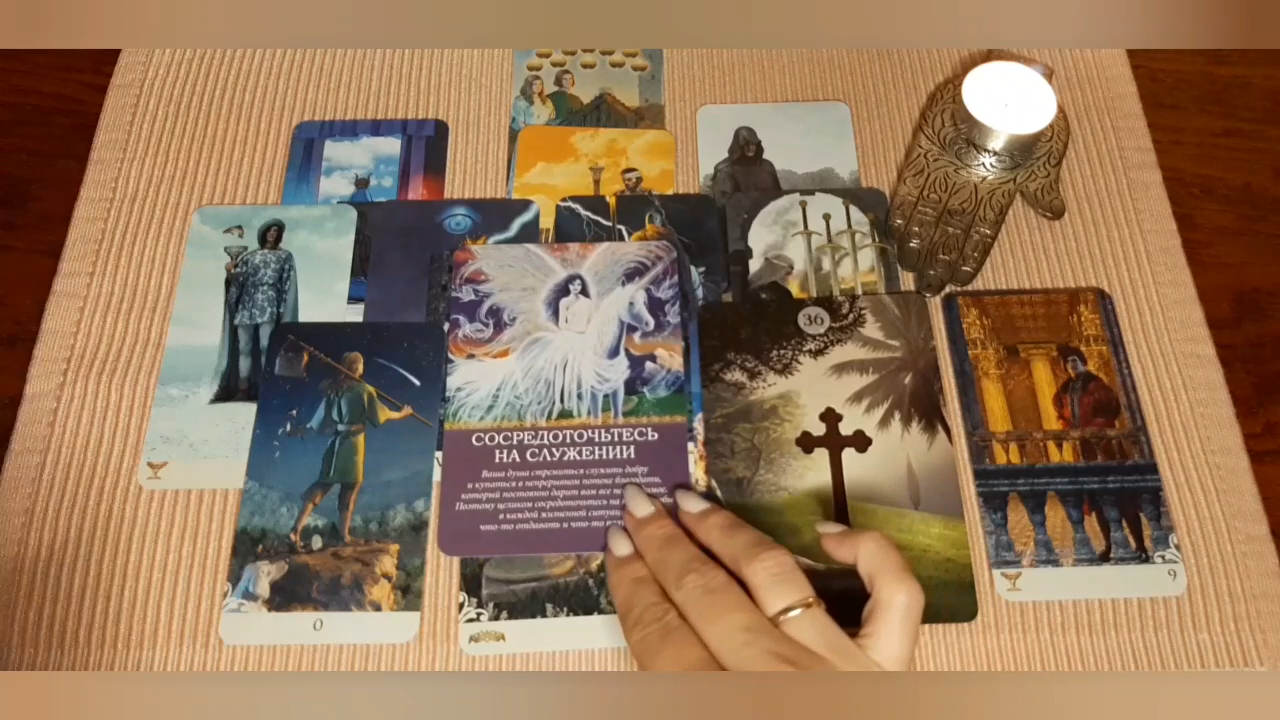 36
СОСРЕДОТОЧЬТЕСЬ
НА СЛУЖЕНИИ
Ваша душа стремиться служить добру
и купаться в непрерывном потоке благодати,
который постоянно дарит вам все
Поэтому целиком сосредоточьтесь на
в каждой жизненной ситуации
что-то отдавать и что-то
0
9